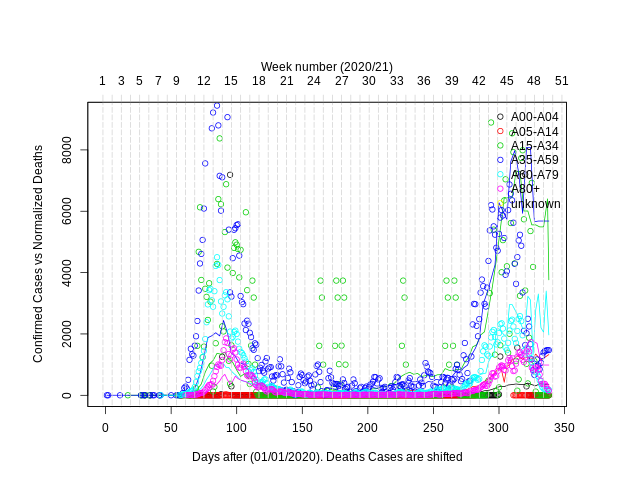 Week number (2020/21)
1 3 5 7 9 12 15 18 21 24 27 30 33 36 39 42 45 48 51
Confirmed Cases vs Normalized Deaths
8000
6000
4000
2000
0
A00-A04
A05-A14
A15-A34
A35-A59
A60-A79
A80+
unknown
0 50 100 150 200 250 300 350
Days after (01/01/2020). Deaths Cases are shifted